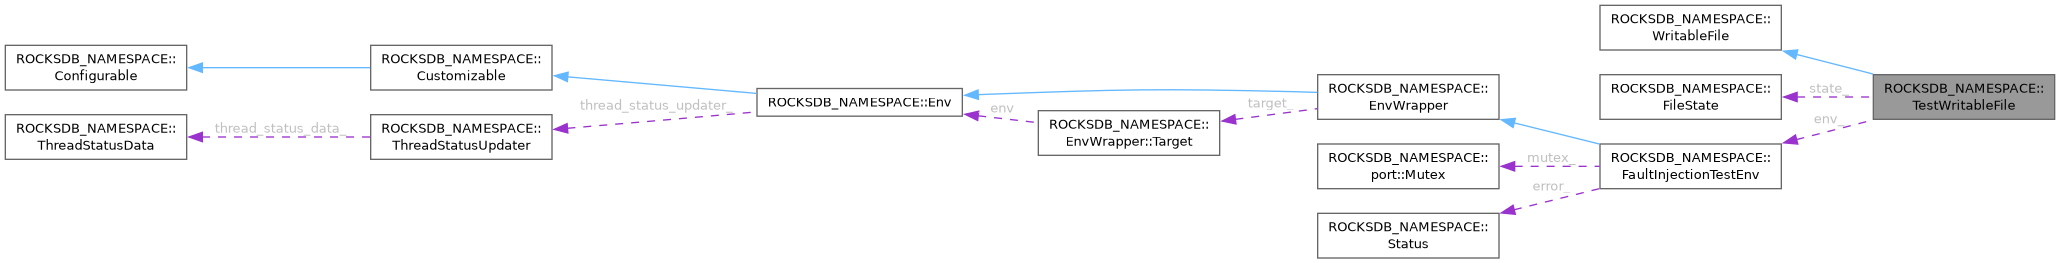 ROCKSDB_NAMESPACE::
Configurable
ROCKSDB_NAMESPACE::
ThreadStatusData
thread_status_data_
ROCKSDB_NAMESPACE::
Customizable
ROCKSDB_NAMESPACE::
ThreadStatusUpdater
thread_status_updater_
ROCKSDB_NAMESPACE::Env
env
ROCKSDB_NAMESPACE::
EnvWrapper::Target
target_
ROCKSDB_NAMESPACE::
EnvWrapper
ROCKSDB_NAMESPACE::
port::Mutex
ROCKSDB_NAMESPACE::
Status
mutex_
error_
ROCKSDB_NAMESPACE::
WritableFile
ROCKSDB_NAMESPACE::
FileState
ROCKSDB_NAMESPACE::
FaultInjectionTestEnv
state_
env_
ROCKSDB_NAMESPACE::
TestWritableFile